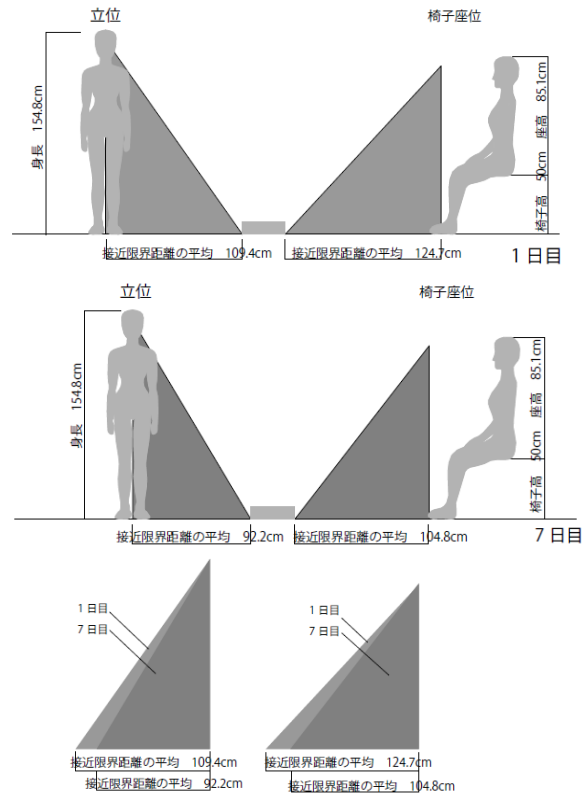 立位
椅子座位
身長 154.8cm
座高 85.1cm
椅子高 50cm
接近限界距離の平均 109.4cm
接近限界距離の平均 124.7cm
1日目
立位
椅子座位
身長 154.8cm
座高 85.1cm
椅子高 50cm
接近限界距離の平均 92.2cm
接近限界距離の平均 104.8cm
7日目
1日目
7日目
1日目
7日目
接近限界距離の平均 109.4cm
接近限界距離の平均 92.2cm
接近限界距離の平均 124.7cm
接近限界距離の平均 104.8cm